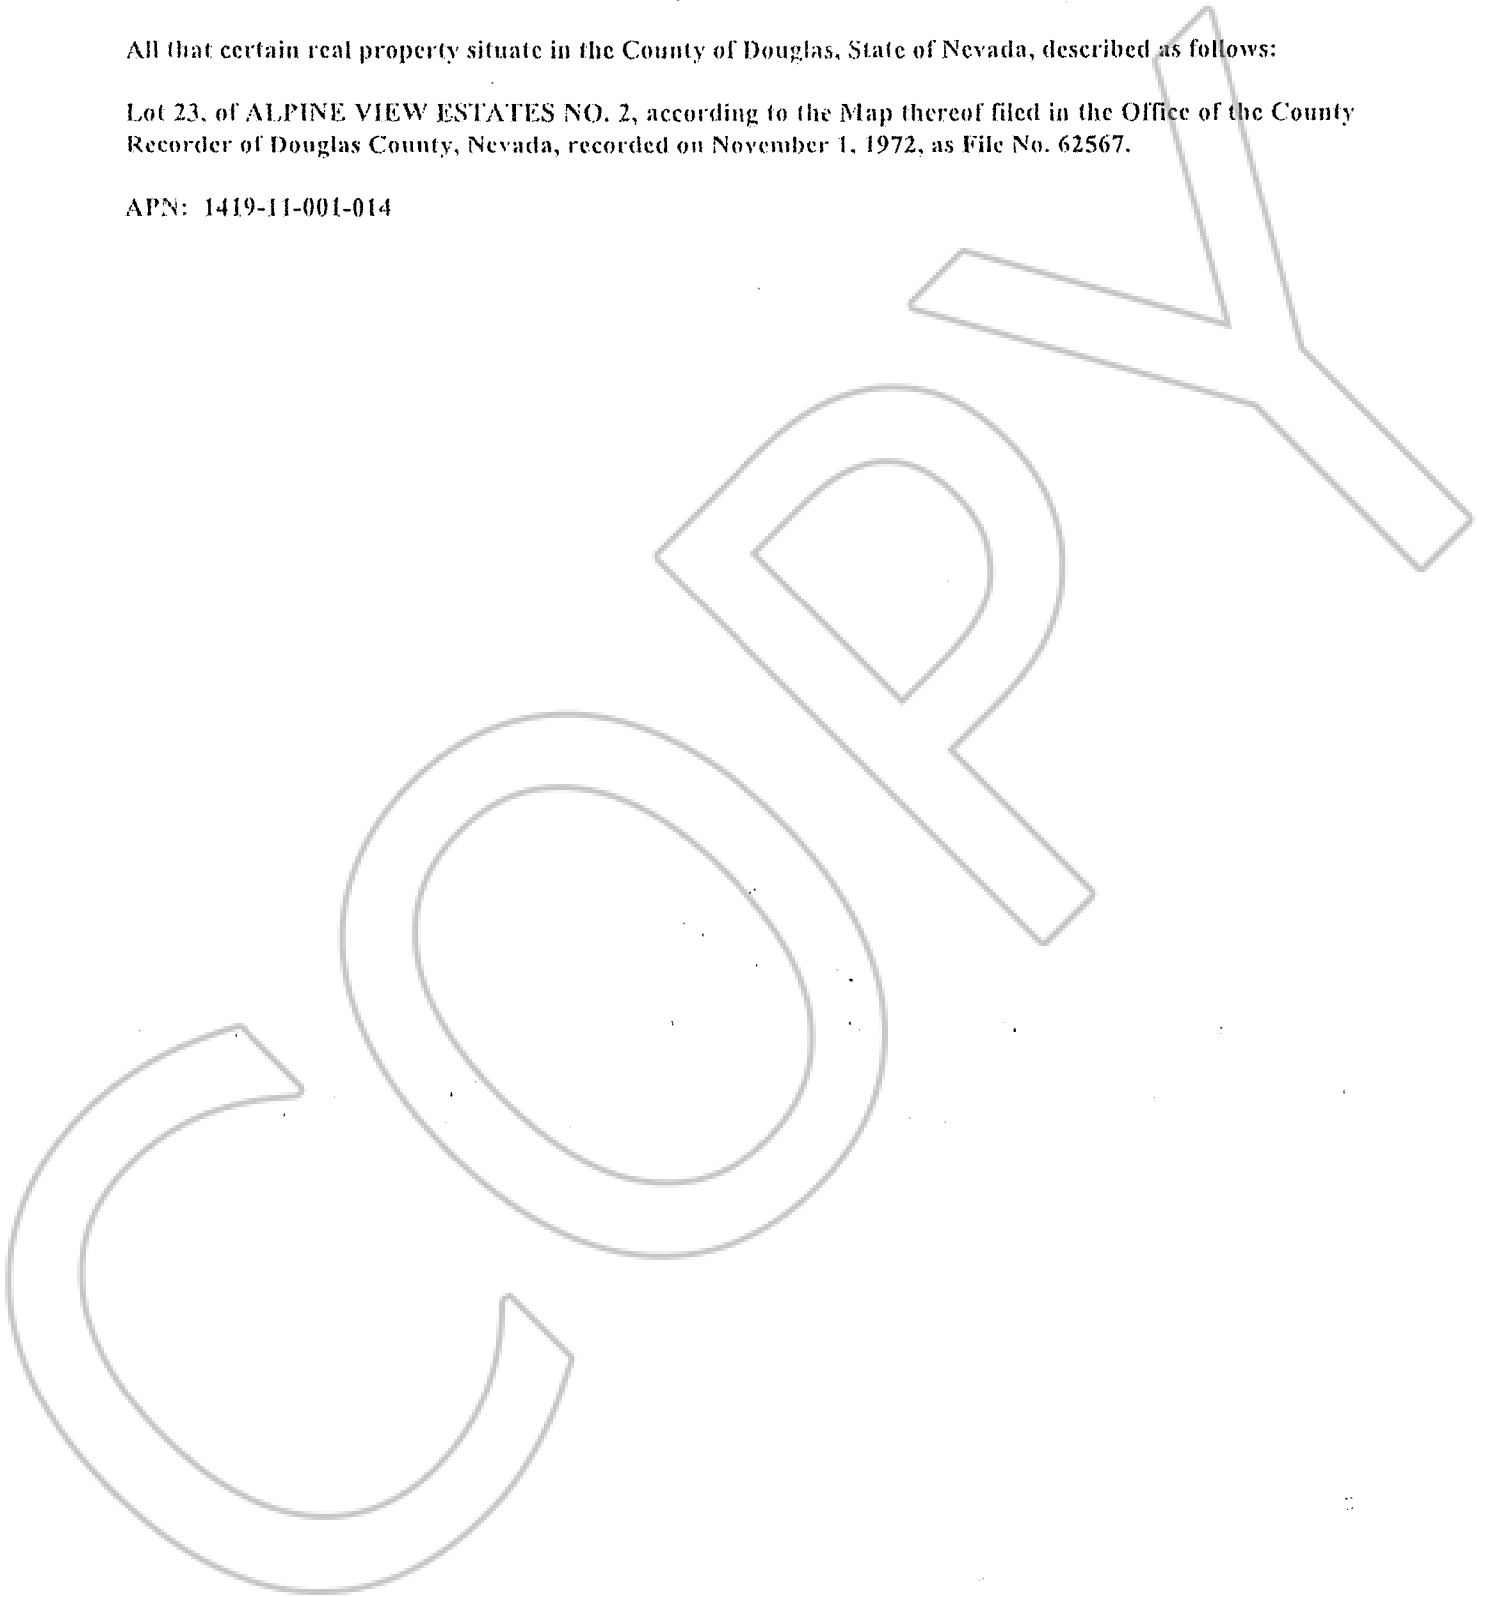 All that certain real property situate in the County of Douglas, State of Nevada, described as follows:
Lot 23, of ALPINE VIEW ESTATES NO. 2, according to the Map thereof filed in the Office of the County
Recorder of Douglas County, Nevada, recorded on November 1, 1972, as File No. 62567.
APN: 1419-11-001-014
COPY